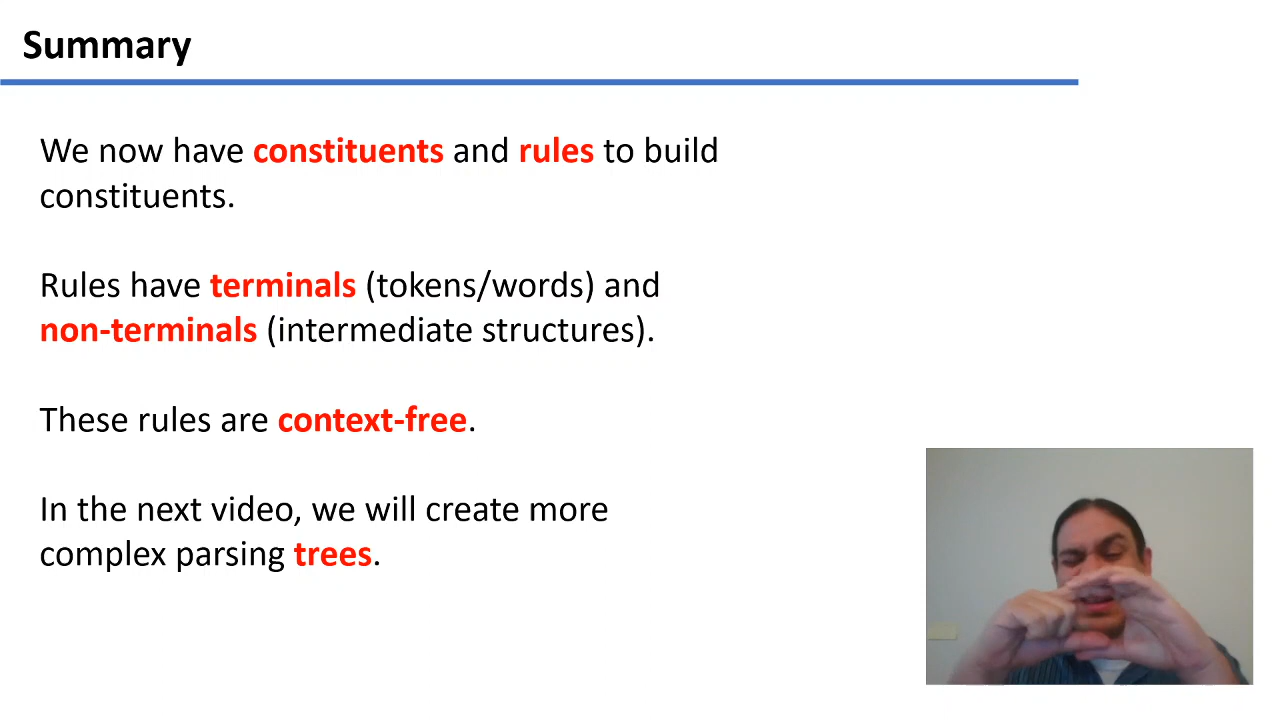 Summary
We now have constituents and rules to build
constituents.
Rules have terminals (tokens/words) and
non-terminals (intermediate structures).
These rules are context-free.
In the next video, we will create more
complex parsing trees.